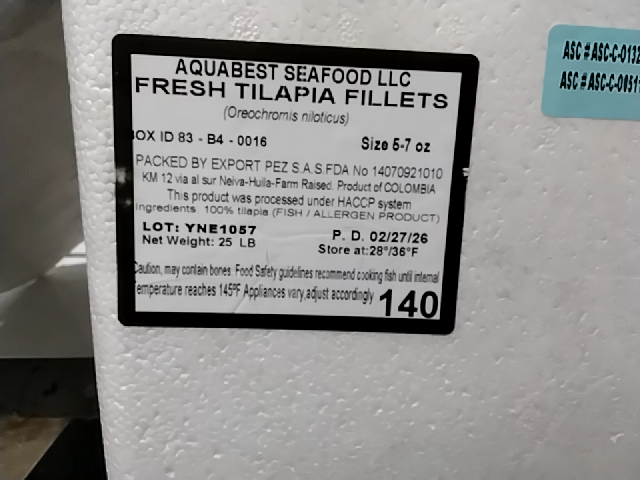 AQUABEST SEAFOOD LLC
FRESH TILAPIA FILLETS
(Oreochromis niloticus)
OX ID 83 - B4 - 0016 Size 5-7 oz
PACKED BY EXPORT PEZ S.A.S.FDA No 14070921010
KM 12 via al sur Neiva-Huila-Farm Raised. Product of COLOMBIA
This product was processed under HACCP system
Ingredients: 100% tilapia (FISH / ALLERGEN PRODUCT)
LOT: YNE1057 P. D. 02/27/26
Net Weight: 25 LB Store at:28°/36°F
Caution, may contain bones. Food Safety guidelines recommend cooking fish until internal
emperature reaches 145ºF Appliances vary,adjust accordingly 140
ASC # ASC-C-0132
ASC # ASC-C-0051